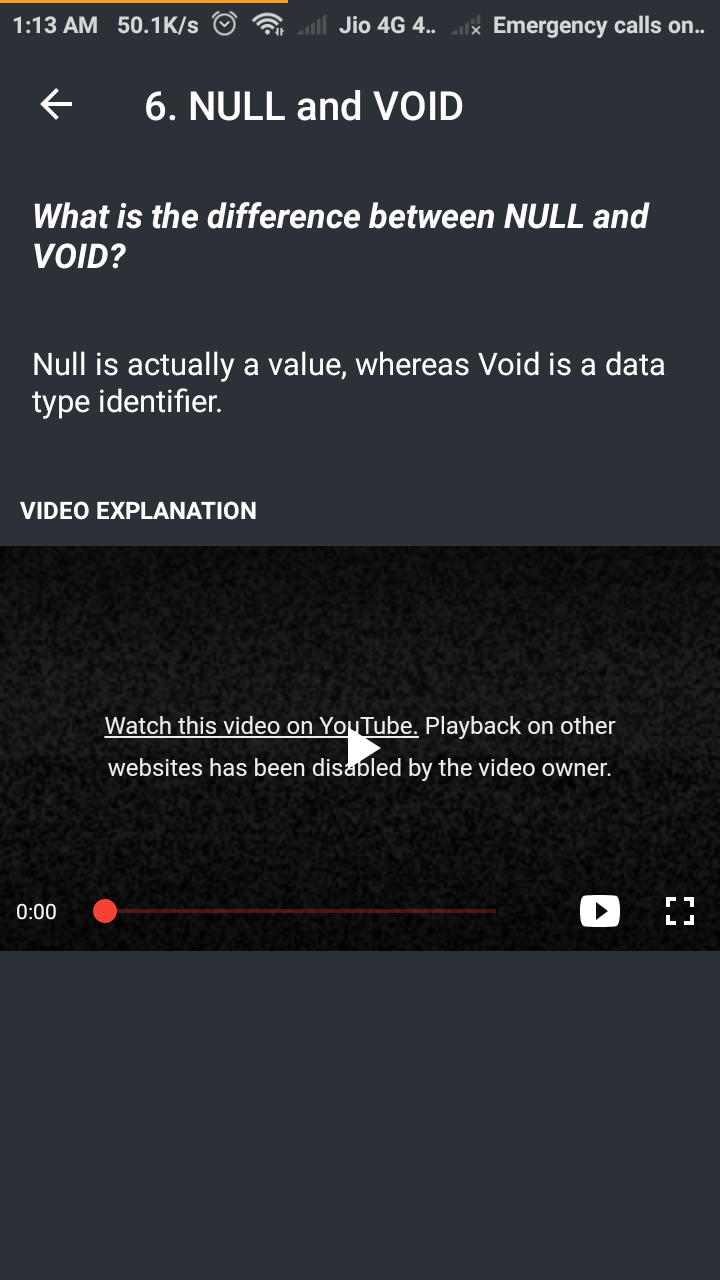 1:13 AM 50.1K/s Jio 4G 4.. Emergency calls on..
6. NULL and VOID
What is the difference between NULL and
VOID?
Null is actually a value, whereas Void is a data
type identifier.
VIDEO EXPLANATION
Watch this video on YouTube. Playback on other
websites has been disabled by the video owner.
0:00